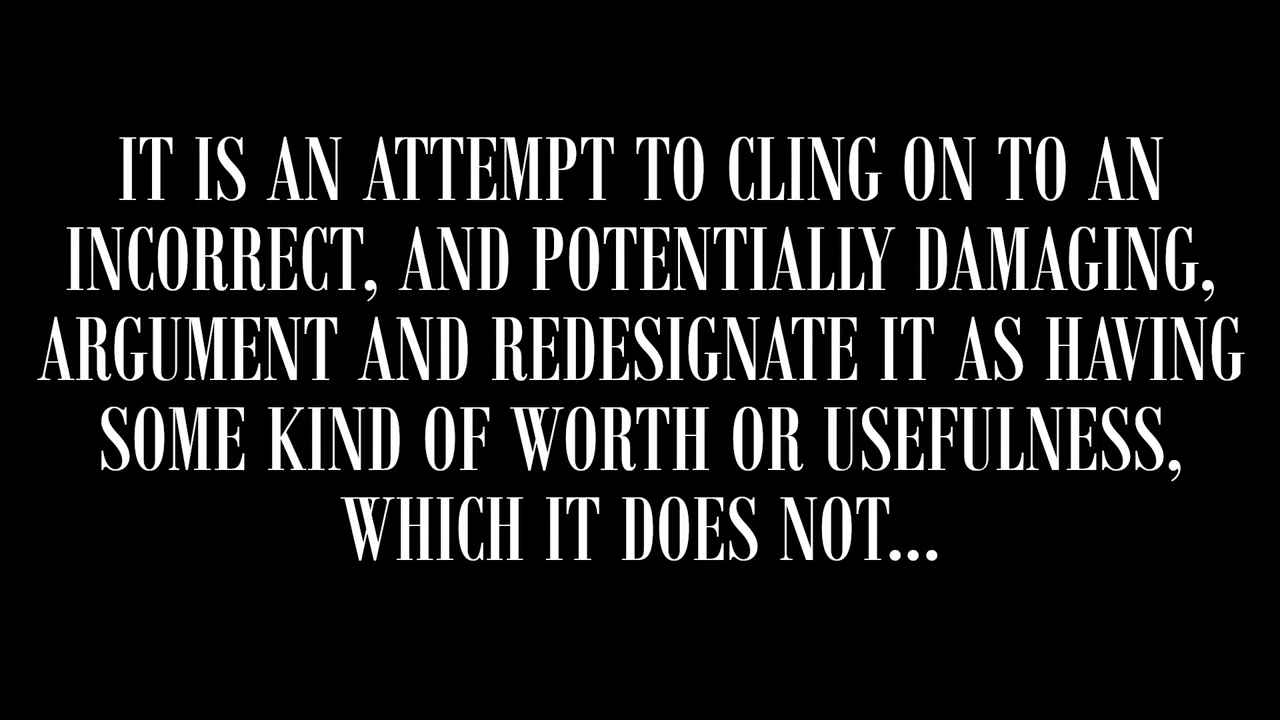 IT IS AN ATTEMPT TO CLING ON TO AN
INCORRECT, AND POTENTIALLY DAMAGING,
ARGUMENT AND REDESIGNATE IT AS HAVING
SOME KIND OF WORTH OR USEFULNESS,
WHICH IT DOES NOT...